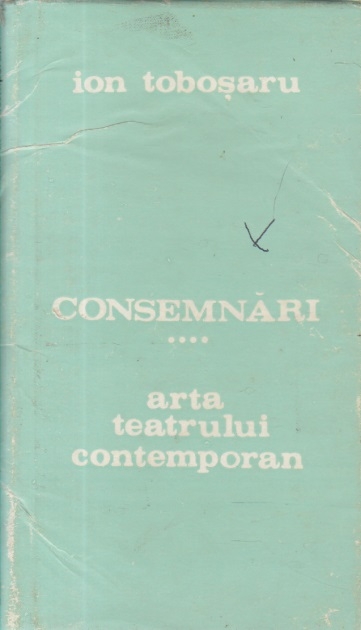 ion toboșaru
CONSEMNĂRI
....
arta
teatrului
contemporan